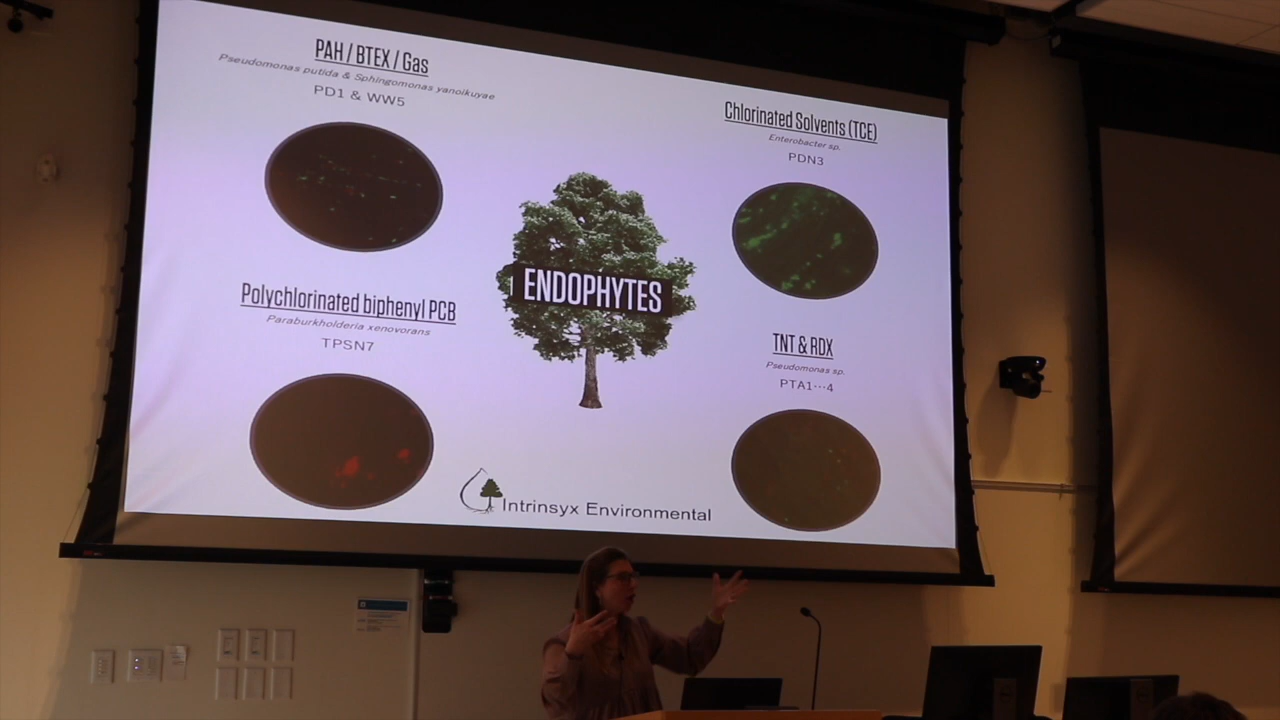 PAH / BTEX / Gas
Pseudomonas putida & Sphingomonas yanoikuyae
PD1 & WW5
Chlorinated Solvents (TCE)
Enterobacter sp.
PDN3
ENDOPHYTES
Polychlorinated biphenyl PCB
Paraburkholderia xenovorans
TPSN7
TNT & RDX
Pseudomonas sp.
PTA1···4
Intrinsyx Environmental